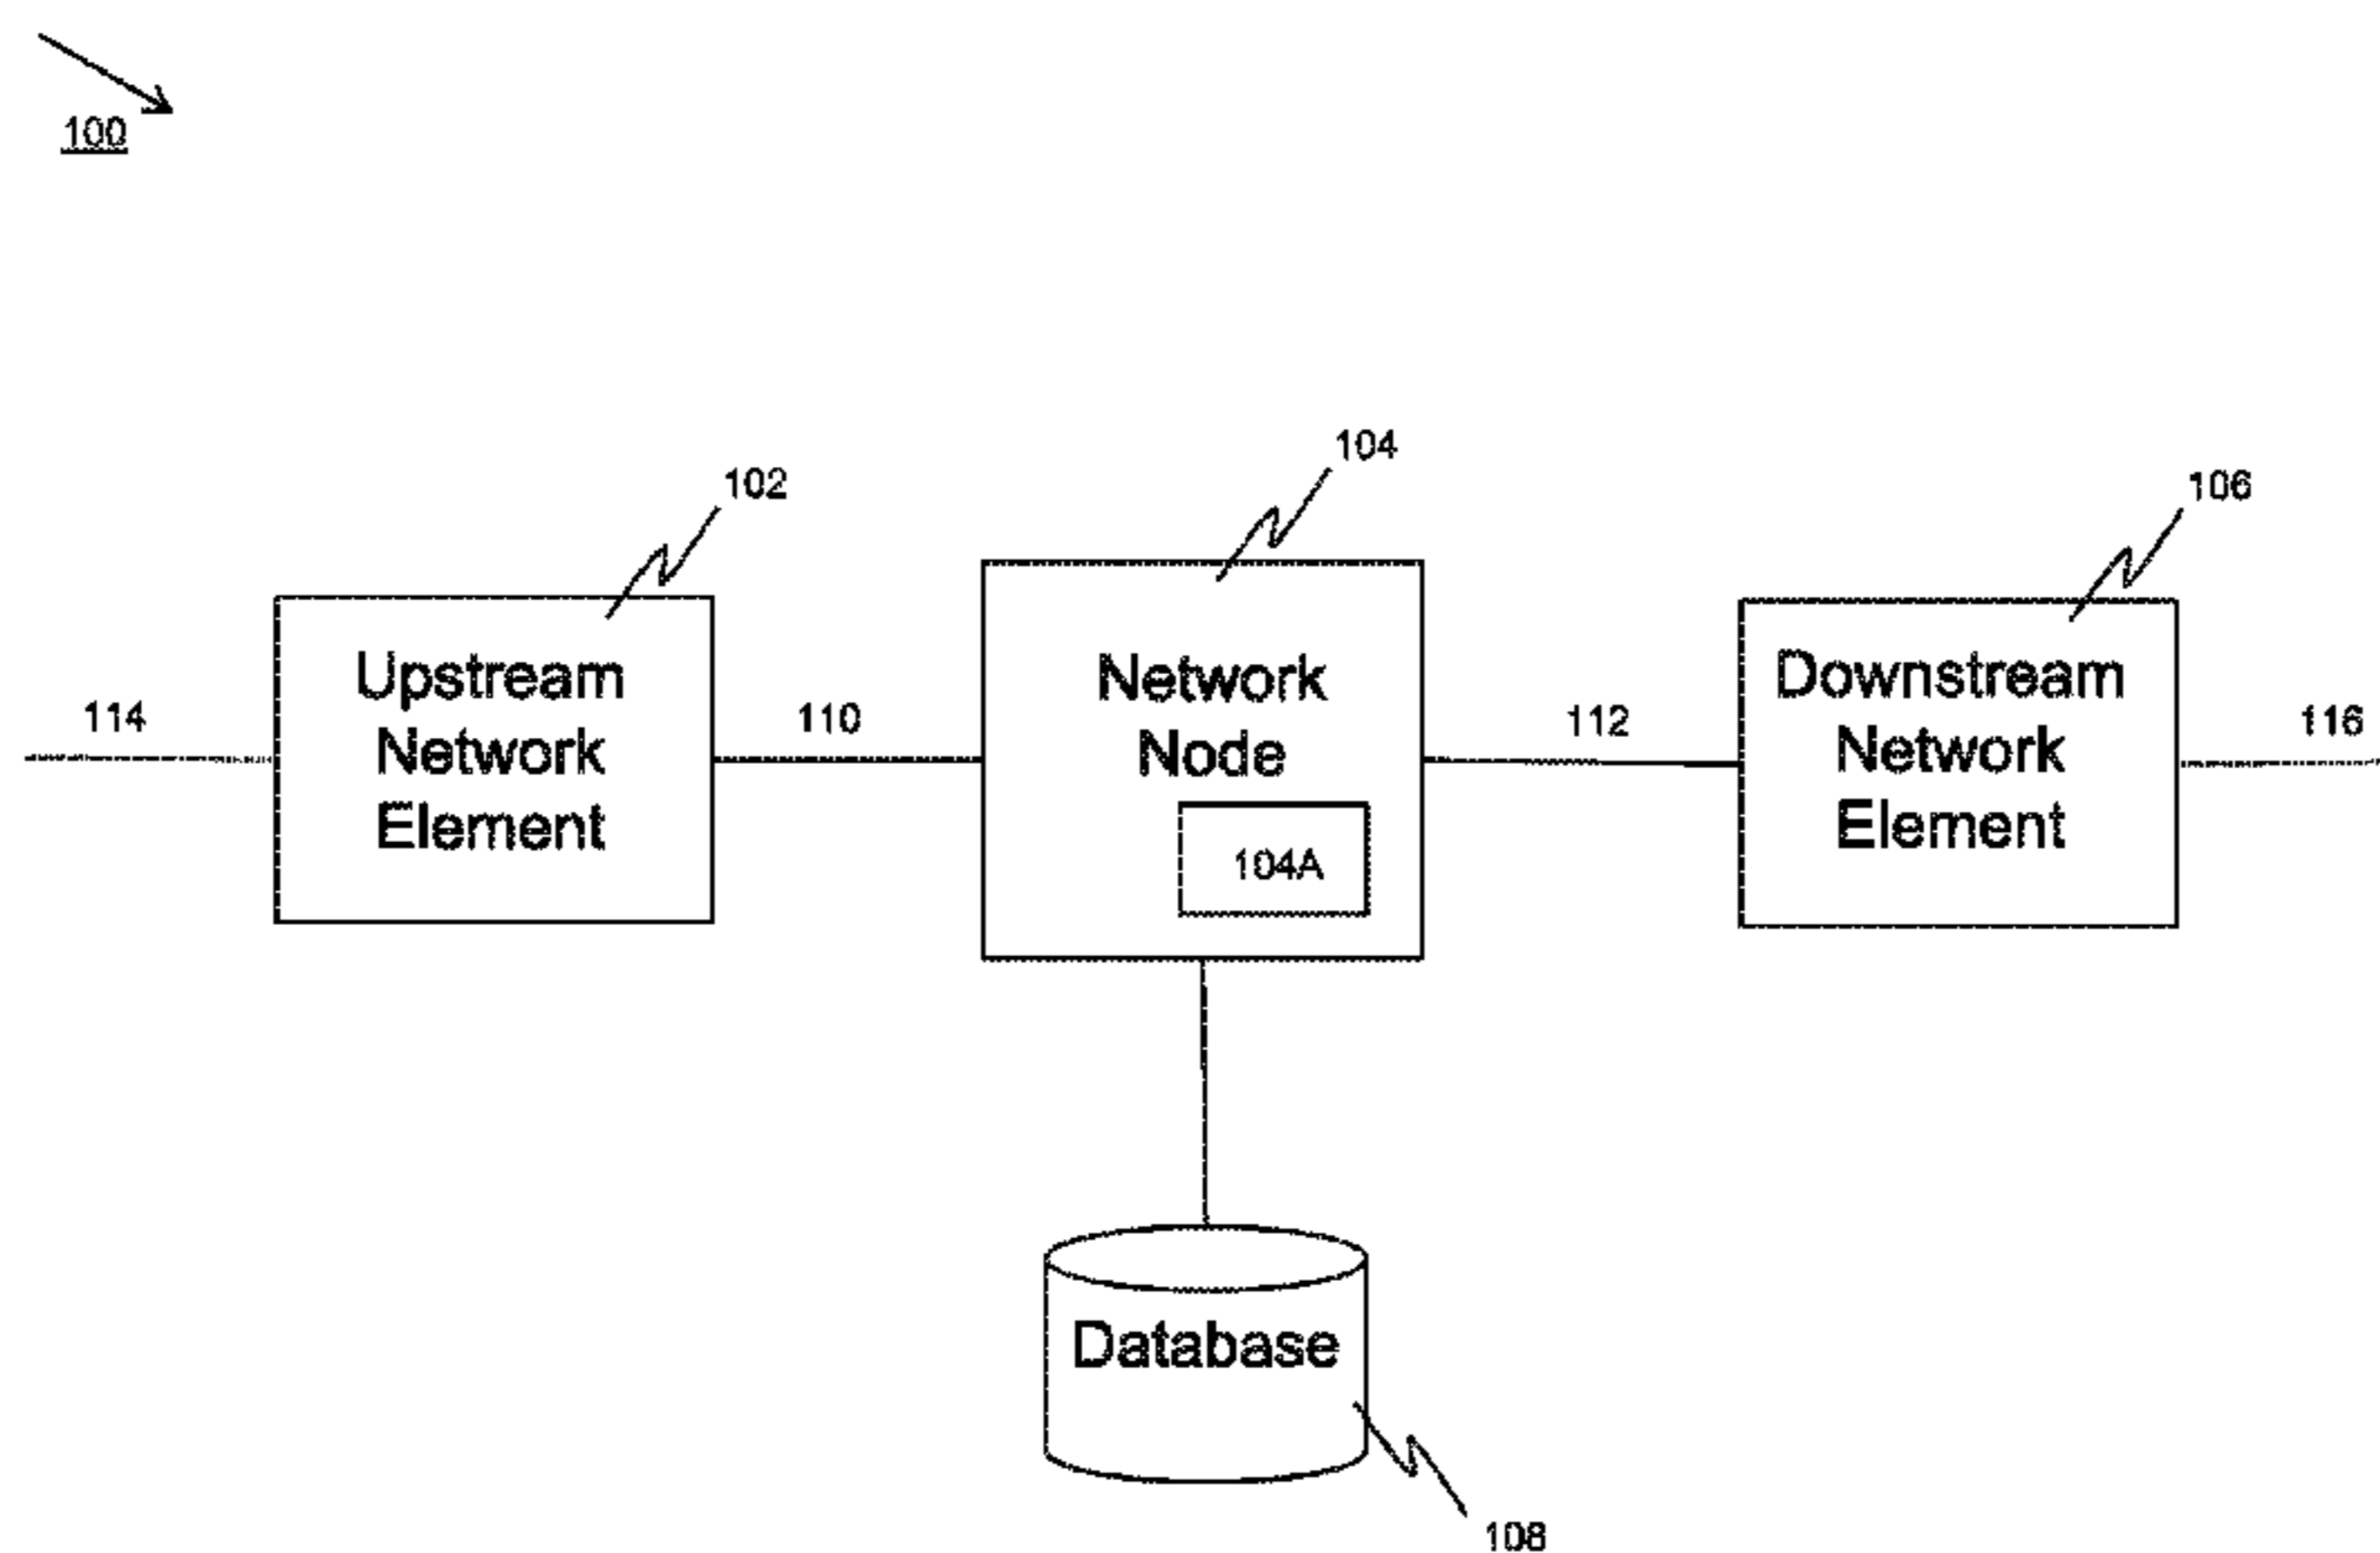 100
102
104
106
Upstream
Network
Element
Network
Node
Downstream
Network
Element
114
110
112
116
104A
Database
108